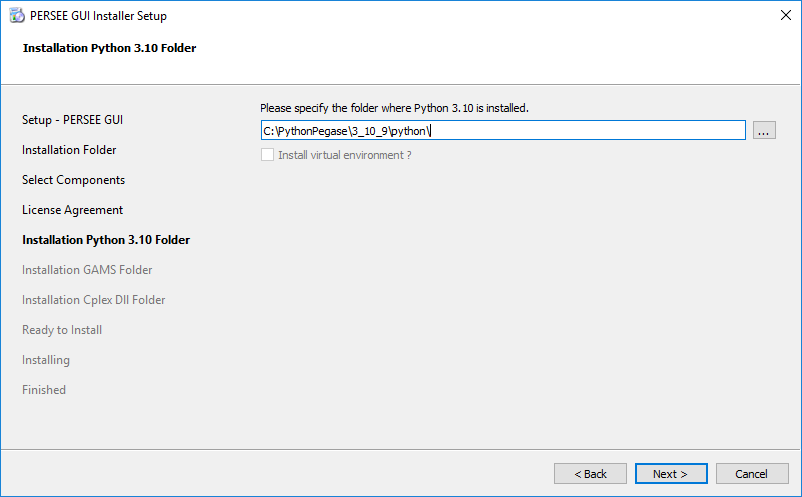 PERSEE GUI Installer Setup
Installation Python 3.10 Folder
Please specify the folder where Python 3.10 is installed.
C:\PythonPegase\3_10_9\python\
...
Install virtual environment ?
Setup - PERSEE GUI
Installation Folder
Select Components
License Agreement
Installation Python 3.10 Folder
Installation GAMS Folder
Installation Cplex Dll Folder
Ready to Install
Installing
Finished
< Back
Next >
Cancel